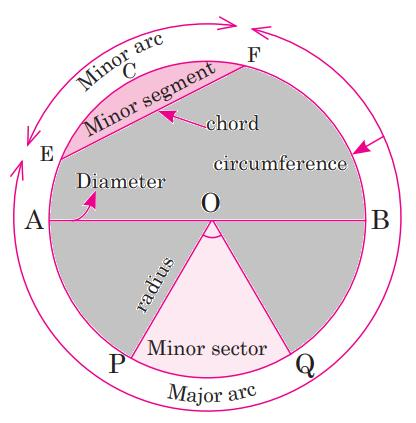 Minor arc
C
F
Minor segment
chord
E
circumference
Diameter
A
O
B
radius
Minor sector
P
Q
Major arc